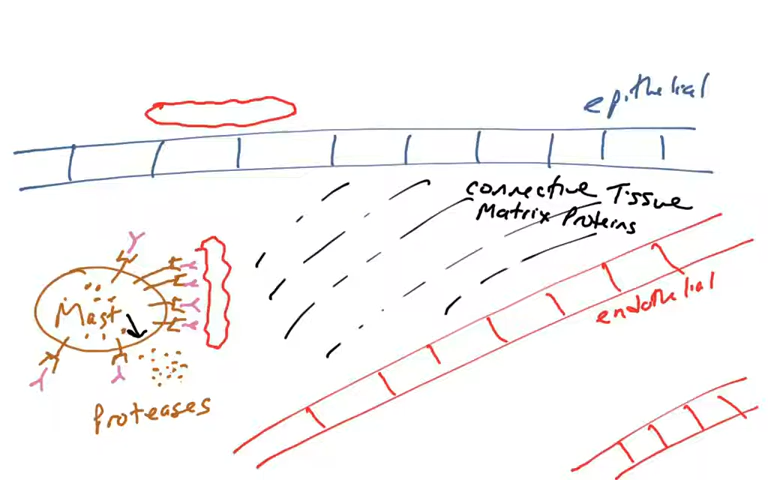 epithelial
connective Tissue
Matrix Proteins
Mast
endothelial
Proteases